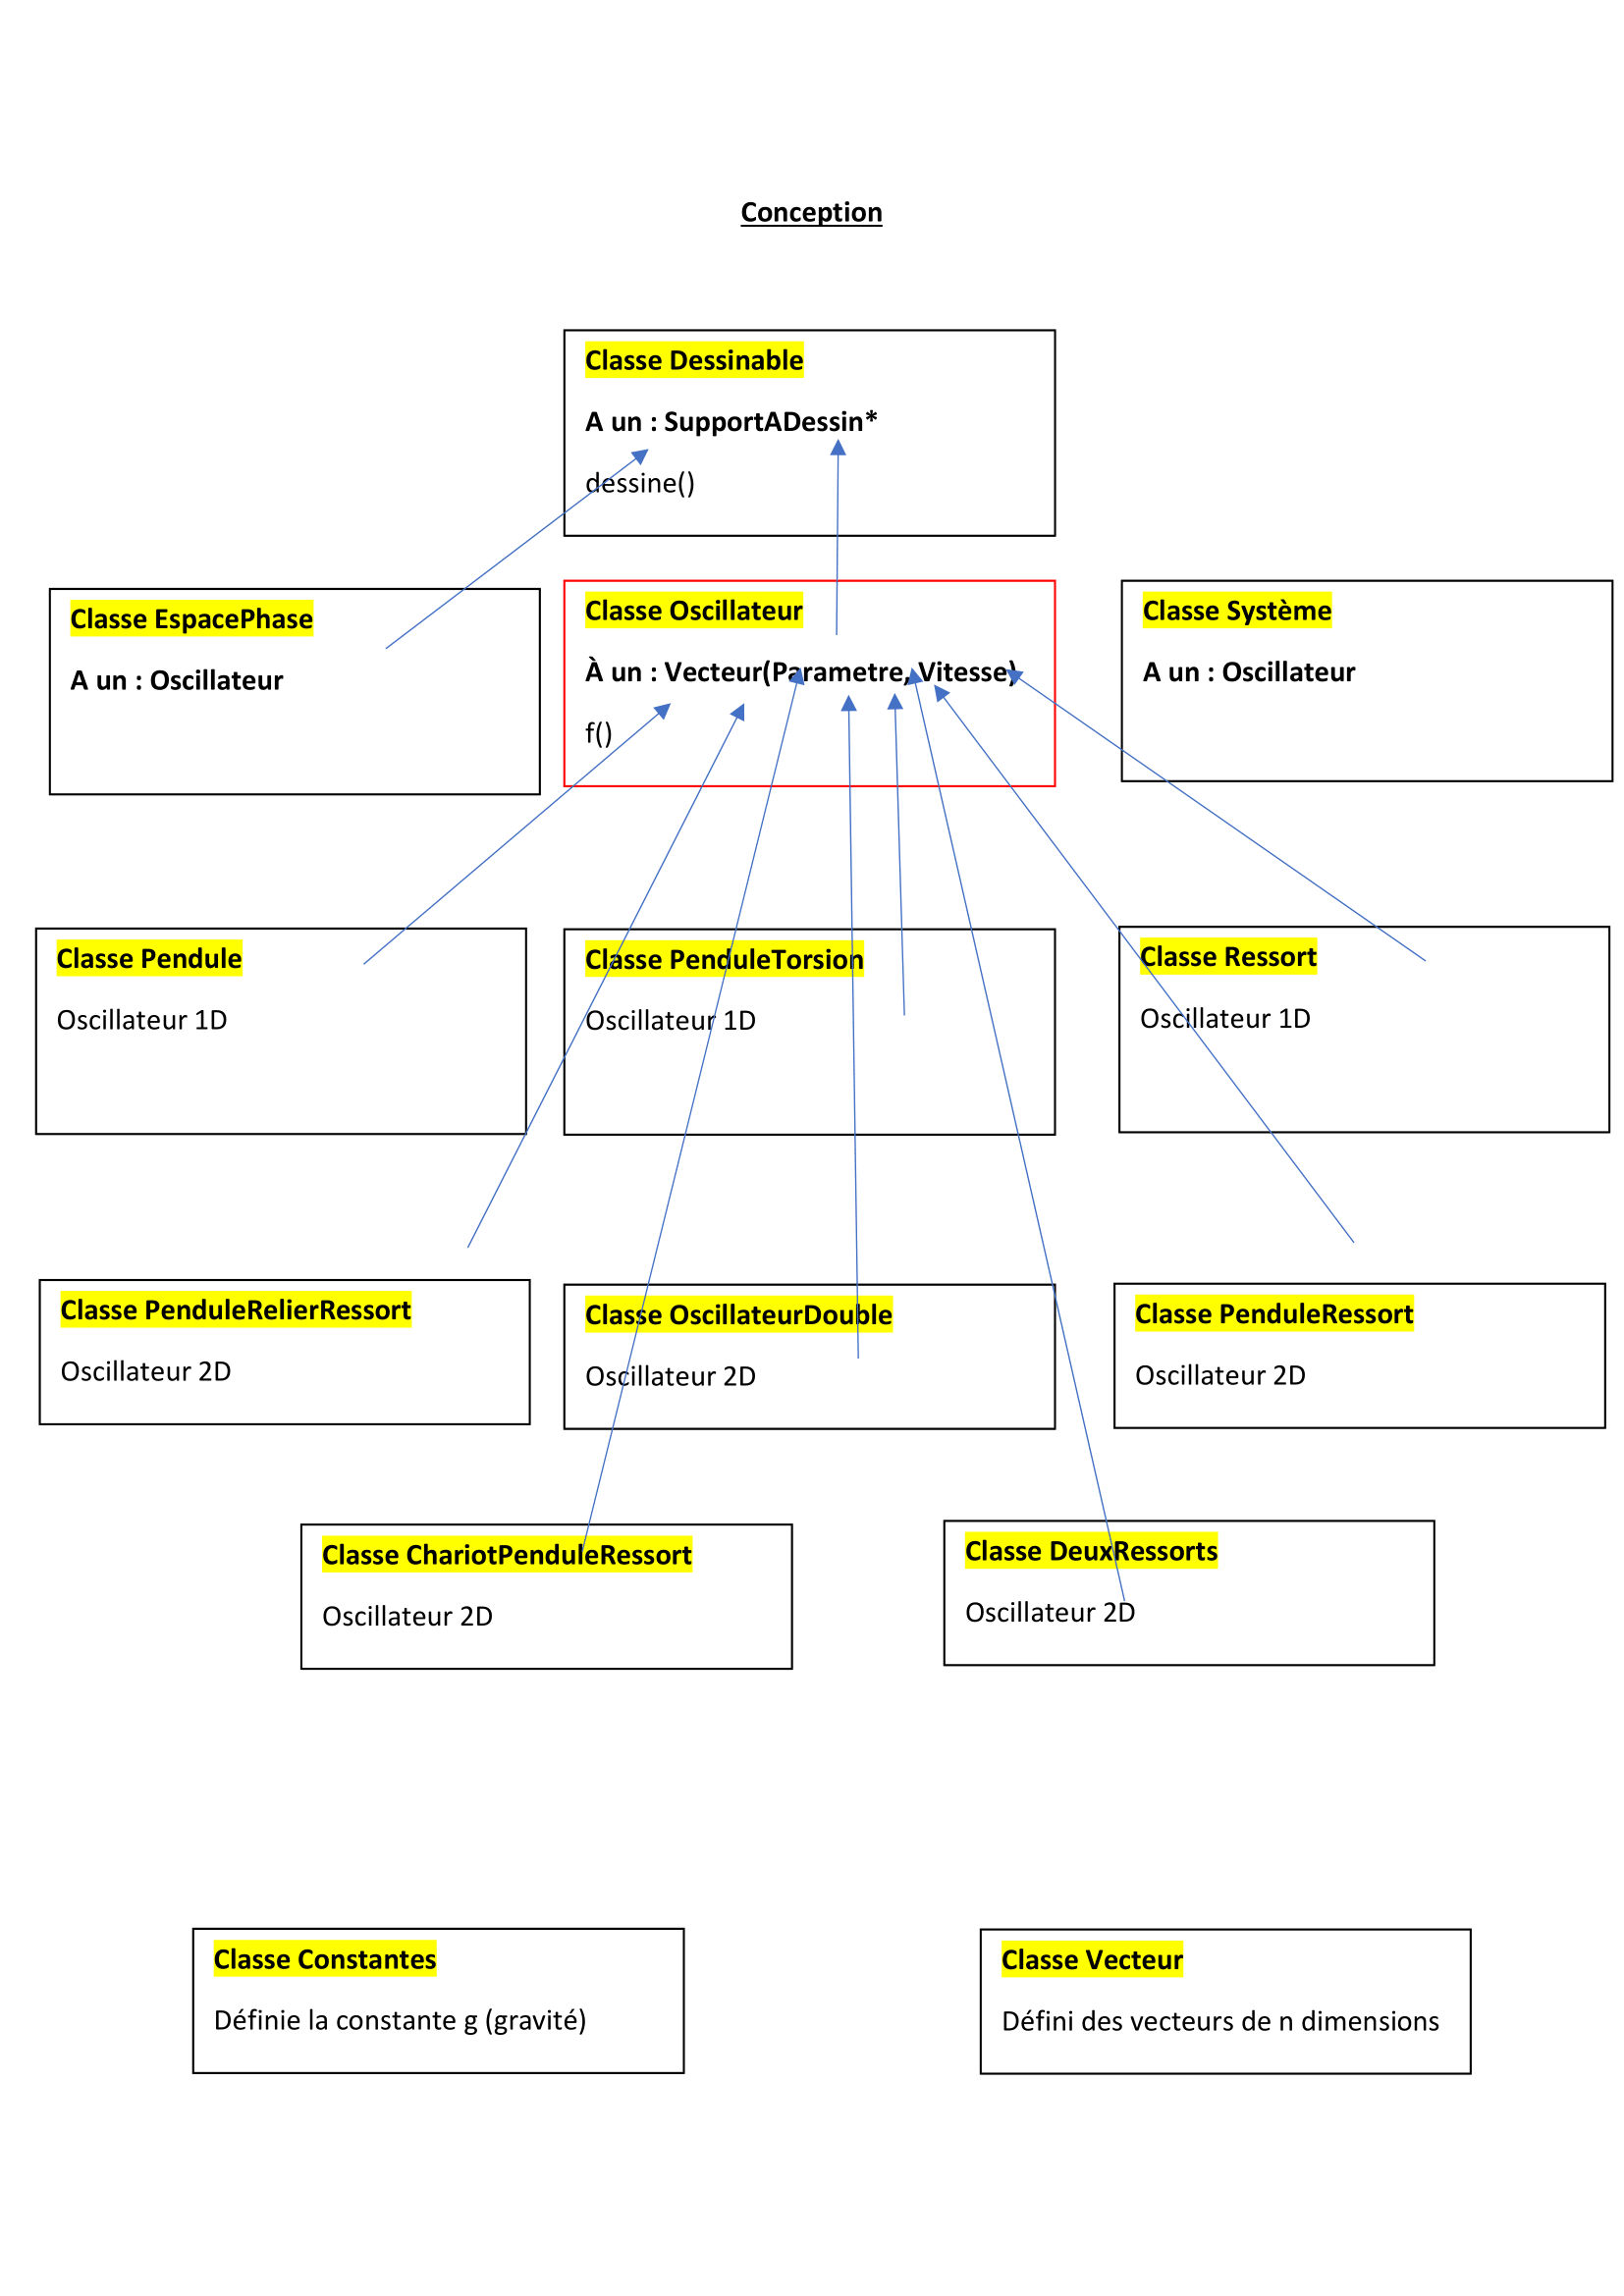 Conception
Classe Dessinable
A un : SupportADessin*
dessine()
Classe EspacePhase
A un : Oscillateur
Classe Oscillateur
À un : Vecteur(Parametre, Vitesse)
f()
Classe Système
A un : Oscillateur
Classe Pendule
Oscillateur 1D
Classe PenduleTorsion
Oscillateur 1D
Classe Ressort
Oscillateur 1D
Classe PenduleRelierRessort
Oscillateur 2D
Classe OscillateurDouble
Oscillateur 2D
Classe PenduleRessort
Oscillateur 2D
Classe ChariotPenduleRessort
Oscillateur 2D
Classe DeuxRessorts
Oscillateur 2D
Classe Constantes
Définie la constante g (gravité)
Classe Vecteur
Défini des vecteurs de n dimensions